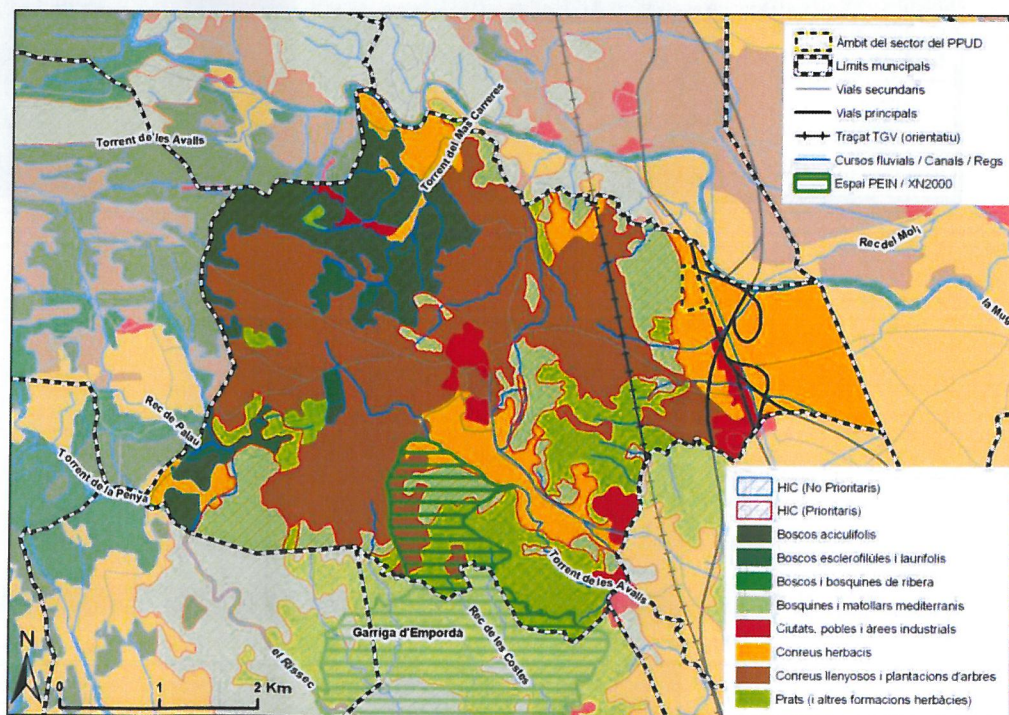 Àmbit del sector del PPUD
Límits municipals
Vials secundaris
Vials principals
Traçat TGV (orientatiu)
Cursos fluvials / Canals / Regs
Espai PEIN / XN2000
Torrent de les Avalls
Torrent del Mas Carreres
Rec del Molí
la Mug
Rec de Palau
Torrent de la Penya
Torrent de les Avalls
Garriga d'Empordà
Rec de les Costes
el Rissec
N
0 1 2 Km
HIC (No Prioritaris)
HIC (Prioritaris)
Boscos aciculifolis
Boscos esclerofil·lics i laurifolis
Boscos i bosquines de ribera
Bosquines i matollars mediterranis
Ciutats, pobles i àrees industrials
Conreus herbacis
Conreus llenyosos i plantacions d'arbres
Prats (i altres formacions herbàcies)